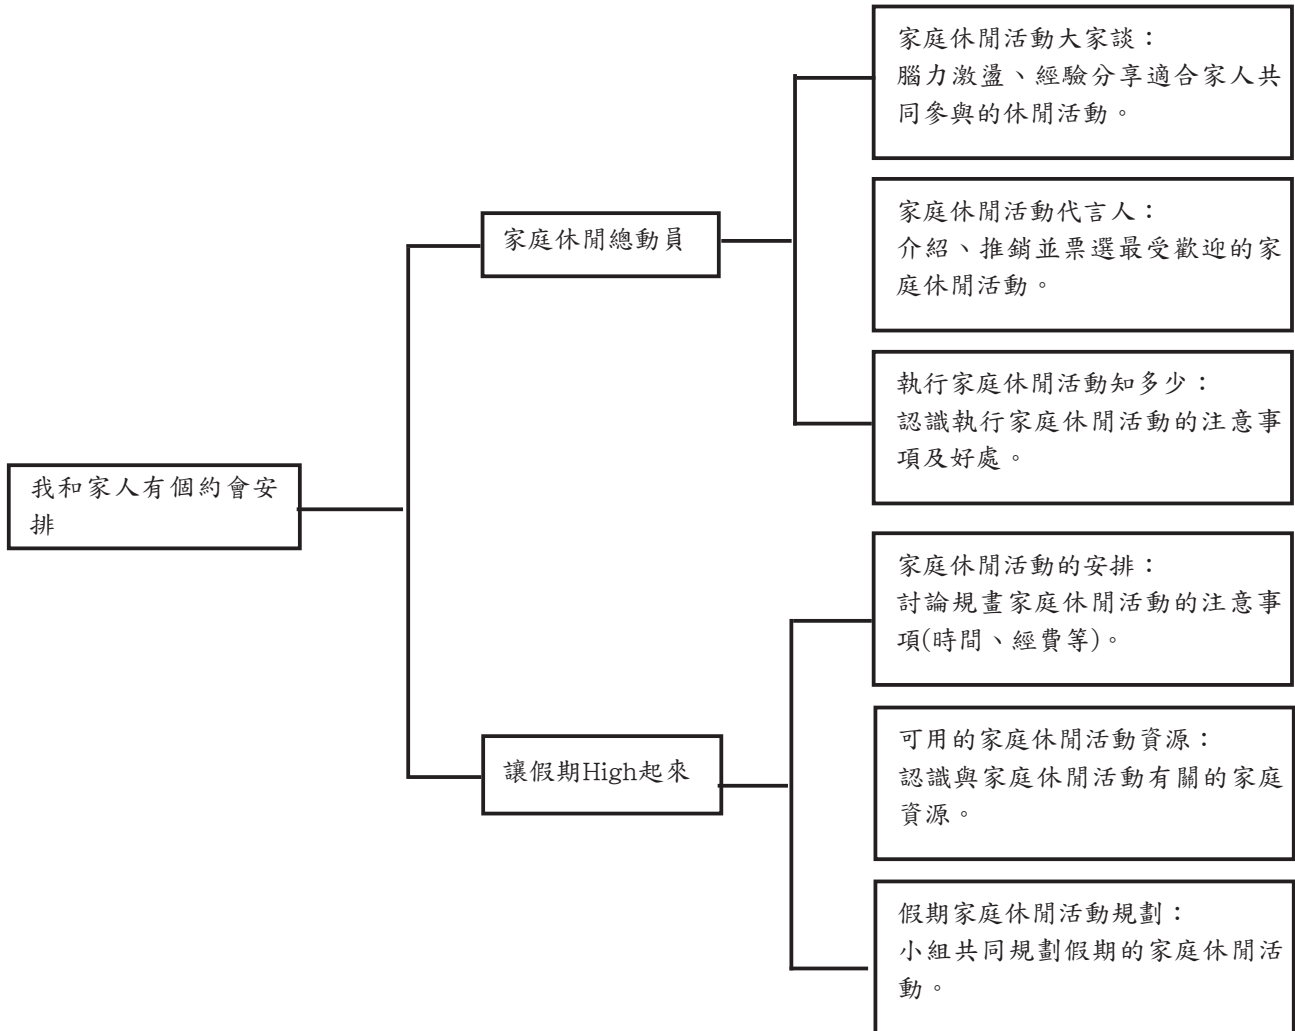 我和家人有個約會安
排
家庭休閒總動員
家庭休閒活動大家談：
腦力激盪、經驗分享適合家人共
同參與的休閒活動。
家庭休閒活動代言人：
介紹、推銷並票選最受歡迎的家
庭休閒活動。
執行家庭休閒活動知多少：
認識執行家庭休閒活動的注意事
項及好處。
讓假期High起來
家庭休閒活動的安排：
討論規畫家庭休閒活動的注意事
項(時間、經費等)。
可用的家庭休閒活動資源：
認識與家庭休閒活動有關的家庭
資源。
假期家庭休閒活動規劃：
小組共同規劃假期的家庭休閒活
動。